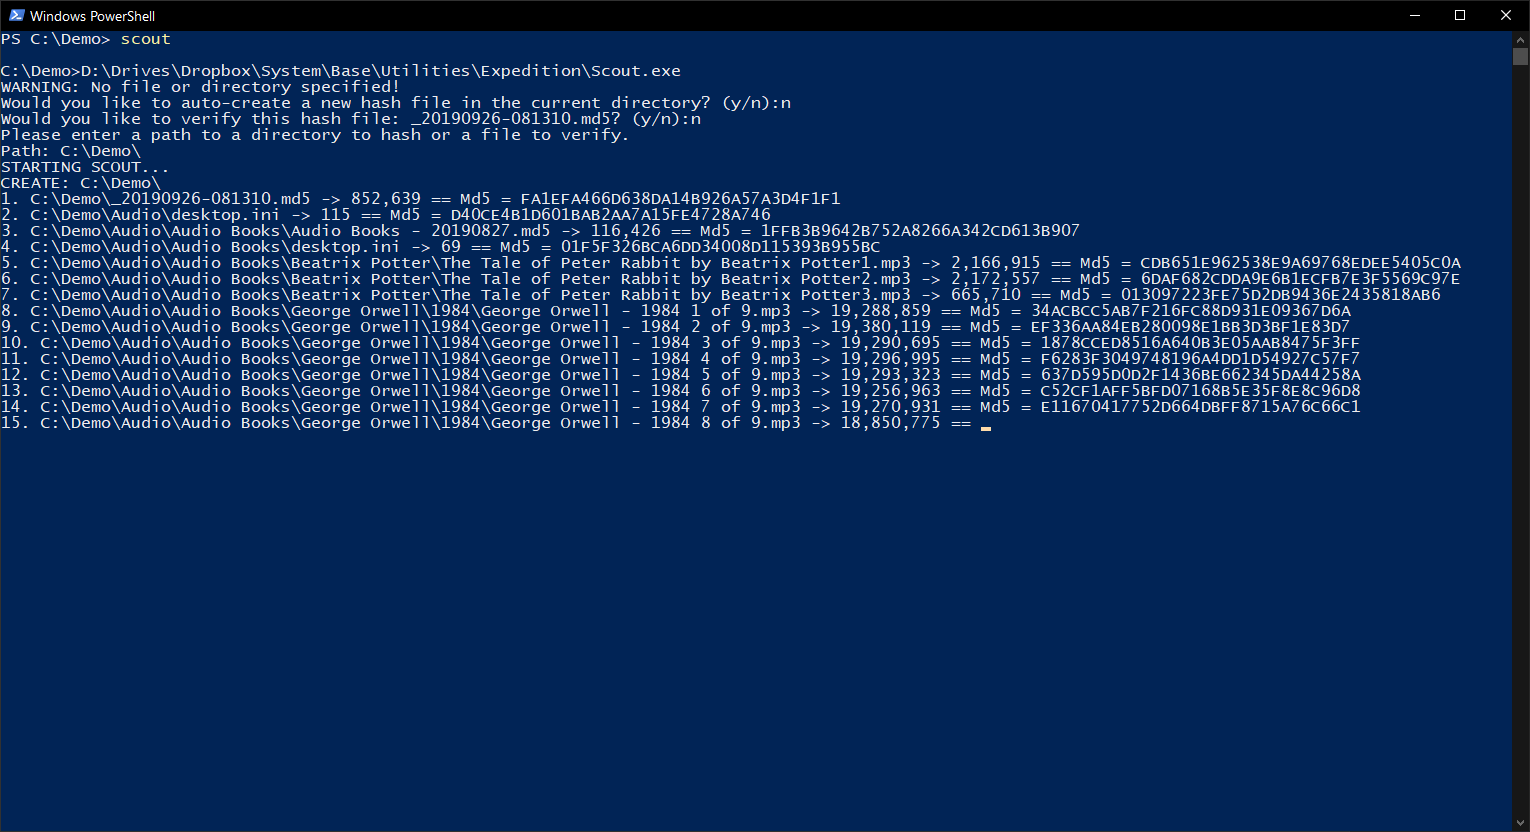 Windows PowerShell
PS C:\Demo> scout
C:\Demo>D:\Drives\Dropbox\System\Base\Utilities\Expedition\Scout.exe
WARNING: No file or directory specified!
Would you like to auto-create a new hash file in the current directory? (y/n):n
Would you like to verify this hash file: _20190926-081310.md5? (y/n):n
Please enter a path to a directory to hash or a file to verify.
Path: C:\Demo\
STARTING SCOUT...
CREATE: C:\Demo\
1. C:\Demo\_20190926-081310.md5 -> 852,639 == Md5 = FA1EFA466D638DA14B926A57A3D4F1F1
2. C:\Demo\Audio\desktop.ini -> 115 == Md5 = D40CE4B1D601BAB2AA7A15FE4728A746
3. C:\Demo\Audio\Audio Books\Audio Books - 20190827.md5 -> 116,426 == Md5 = 1FFB3B9642B752A8266A342CD613B907
4. C:\Demo\Audio\Audio Books\desktop.ini -> 69 == Md5 = 01F5F326BCA6DD34008D115393B955BC
5. C:\Demo\Audio\Audio Books\Beatrix Potter\The Tale of Peter Rabbit by Beatrix Potter1.mp3 -> 2,166,915 == Md5 = CDB651E962538E9A69768EDEE5405C0A
6. C:\Demo\Audio\Audio Books\Beatrix Potter\The Tale of Peter Rabbit by Beatrix Potter2.mp3 -> 2,172,557 == Md5 = 6DAF682CDDA9E6B1ECFB7E3F5569C97E
7. C:\Demo\Audio\Audio Books\Beatrix Potter\The Tale of Peter Rabbit by Beatrix Potter3.mp3 -> 665,710 == Md5 = 013097223FE75D2DB9436E2435818AB6
8. C:\Demo\Audio\Audio Books\George Orwell\1984\George Orwell - 1984 1 of 9.mp3 -> 19,288,859 == Md5 = 34ACBCC5AB7F216FC88D931E09367D6A
9. C:\Demo\Audio\Audio Books\George Orwell\1984\George Orwell - 1984 2 of 9.mp3 -> 19,380,119 == Md5 = EF336AA84EB280098E1BB3D3BF1E83D7
10. C:\Demo\Audio\Audio Books\George Orwell\1984\George Orwell - 1984 3 of 9.mp3 -> 19,290,695 == Md5 = 1878CCED8516A640B3E05AAB8475F3FF
11. C:\Demo\Audio\Audio Books\George Orwell\1984\George Orwell - 1984 4 of 9.mp3 -> 19,296,995 == Md5 = F6283F3049748196A4DD1D54927C57F7
12. C:\Demo\Audio\Audio Books\George Orwell\1984\George Orwell - 1984 5 of 9.mp3 -> 19,293,323 == Md5 = 637D595D0D2F1436BE662345DA44258A
13. C:\Demo\Audio\Audio Books\George Orwell\1984\George Orwell - 1984 6 of 9.mp3 -> 19,256,963 == Md5 = C52CF1AFF5BFD07168B5E35F8E8C96D8
14. C:\Demo\Audio\Audio Books\George Orwell\1984\George Orwell - 1984 7 of 9.mp3 -> 19,270,931 == Md5 = E11670417752D664DBFF8715A76C66C1
15. C:\Demo\Audio\Audio Books\George Orwell\1984\George Orwell - 1984 8 of 9.mp3 -> 18,850,775 ==